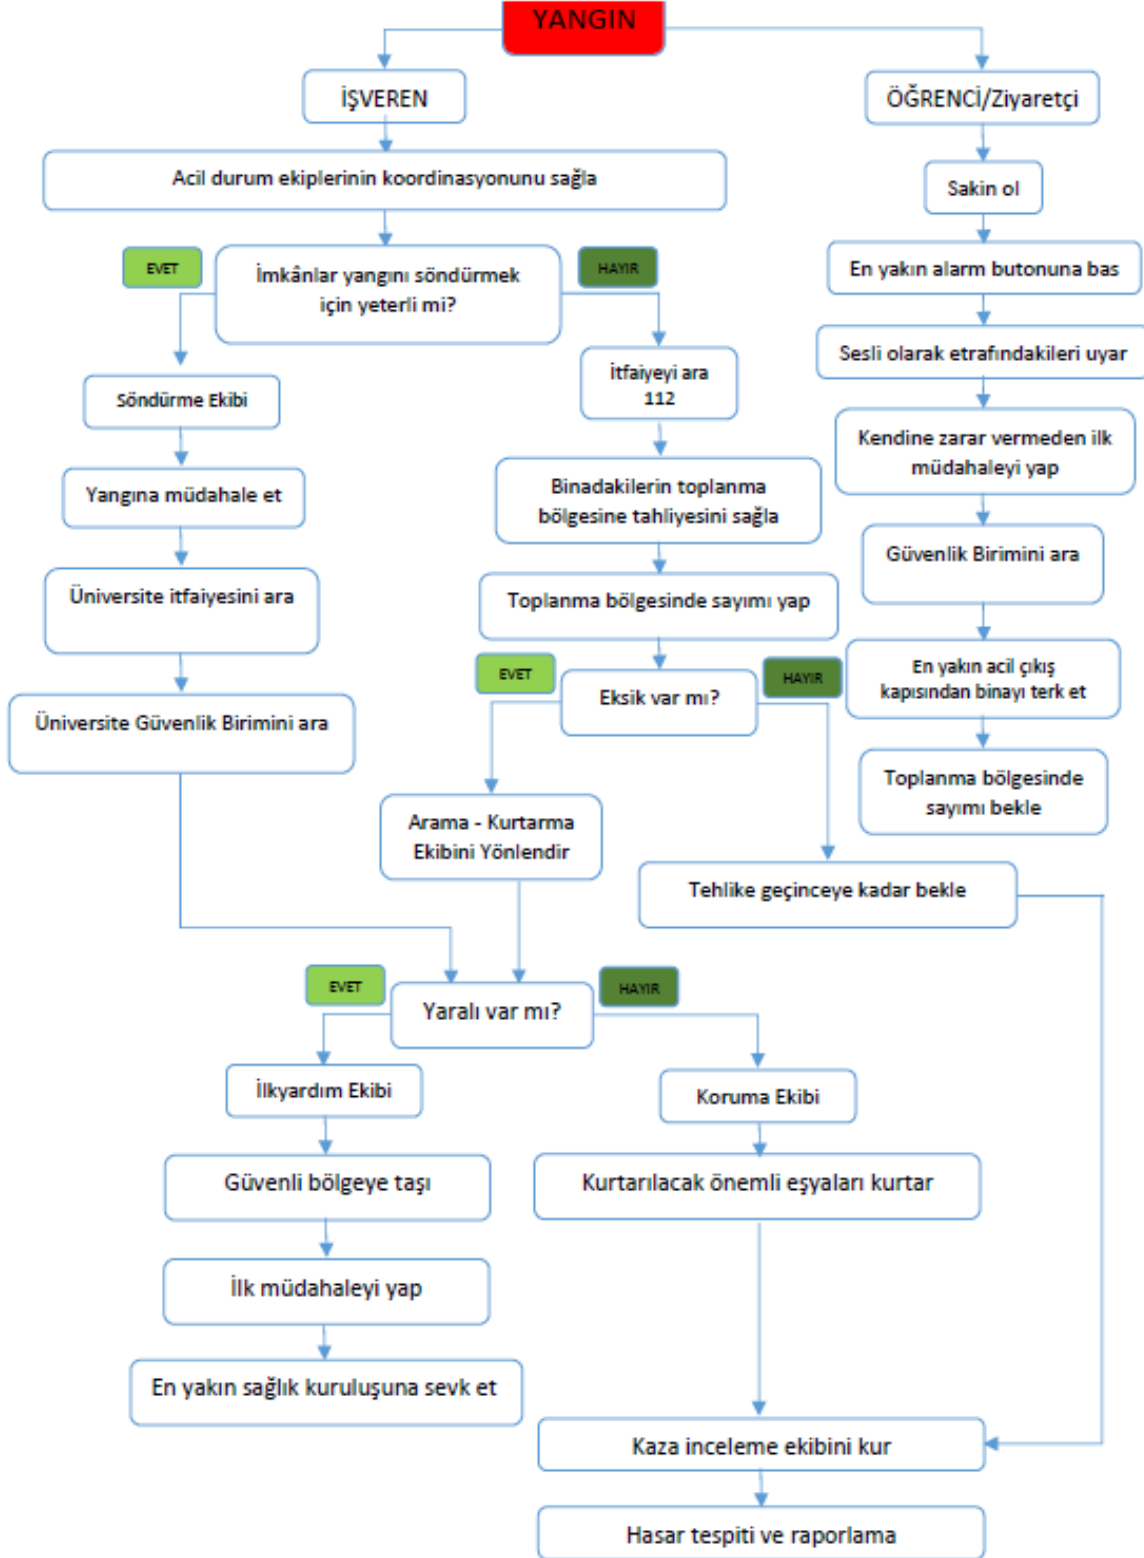 YANGIN
İŞVEREN
ÖĞRENCİ/Ziyaretçi
Acil durum ekiplerinin koordinasyonunu sağla
Sakin ol
EVET
İmkânlar yangını söndürmek
için yeterli mi?
HAYIR
En yakın alarm butonuna bas
Sesli olarak etrafındakileri uyar
İtfaiyeyi ara
112
Söndürme Ekibi
Kendine zarar vermeden ilk
müdahaleyi yap
Yangına müdahale et
Binadakilerin toplanma
bölgesine tahliyesini sağla
Güvenlik Birimini ara
Üniversite itfaiyesini ara
Toplanma bölgesinde sayımı yap
En yakın acil çıkış
kapısından binayı terk et
EVET
Eksik var mı?
HAYIR
Üniversite Güvenlik Birimini ara
Toplanma bölgesinde
sayımı bekle
Arama - Kurtarma
Ekibini Yönlendir
Tehlike geçinceye kadar bekle
EVET
Yaralı var mı?
HAYIR
İlkyardım Ekibi
Koruma Ekibi
Güvenli bölgeye taşı
Kurtarılacak önemli eşyaları kurtar
İlk müdahaleyi yap
En yakın sağlık kuruluşuna sevk et
Kaza inceleme ekibini kur
Hasar tespiti ve raporlama